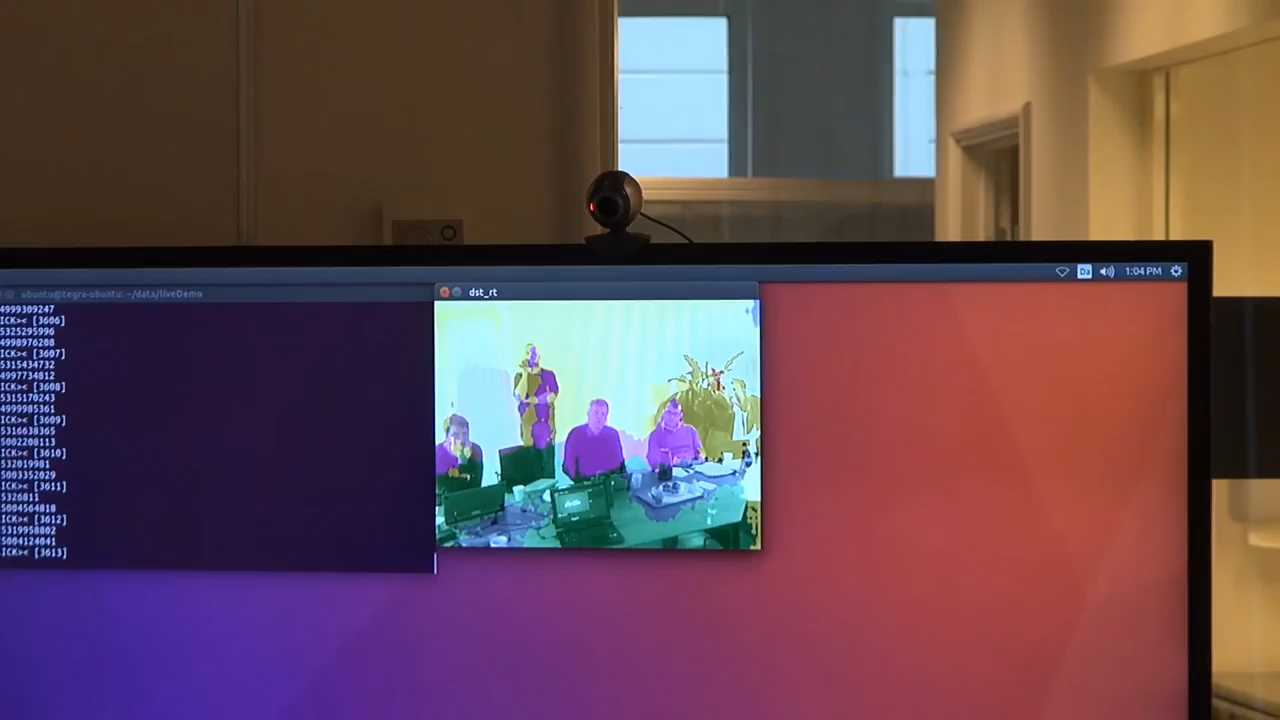 Da 1:04 PM
ubuntu@tegra-ubuntu: ~/data/liveDemo
dst_rt
4999309247
ICK>< [3606]
5325295996
4998976208
ICK>< [3607]
5315434732
4997734812
ICK>< [3608]
5315170243
4999985361
ICK>< [3609]
5316638365
5002208113
ICK>< [3610]
532019981
5003352029
ICK>< [3611]
5326811
5004564818
ICK>< [3612]
5319958802
5004124041
ICK>< [3613]